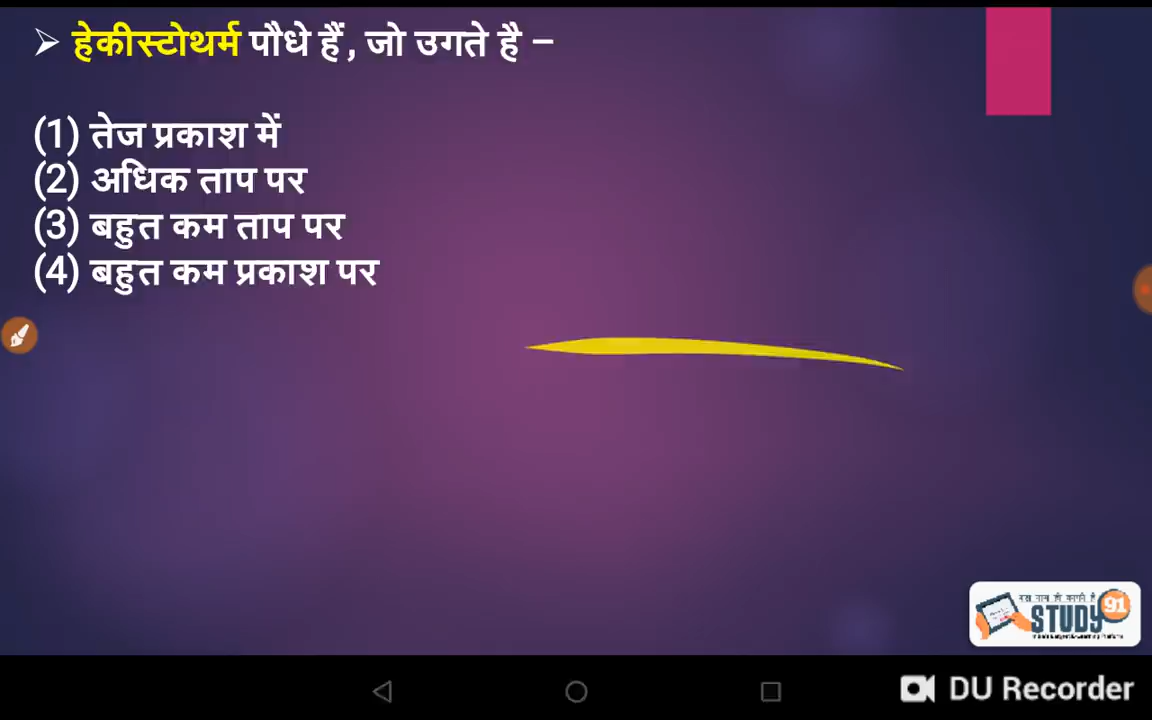 ➢ हेकीस्टोथर्म पौधे हैं, जो उगते है –
(1) तेज प्रकाश में
(2) अधिक ताप पर
(3) बहुत कम ताप पर
(4) बहुत कम प्रकाश पर
STUDY 91
DU Recorder